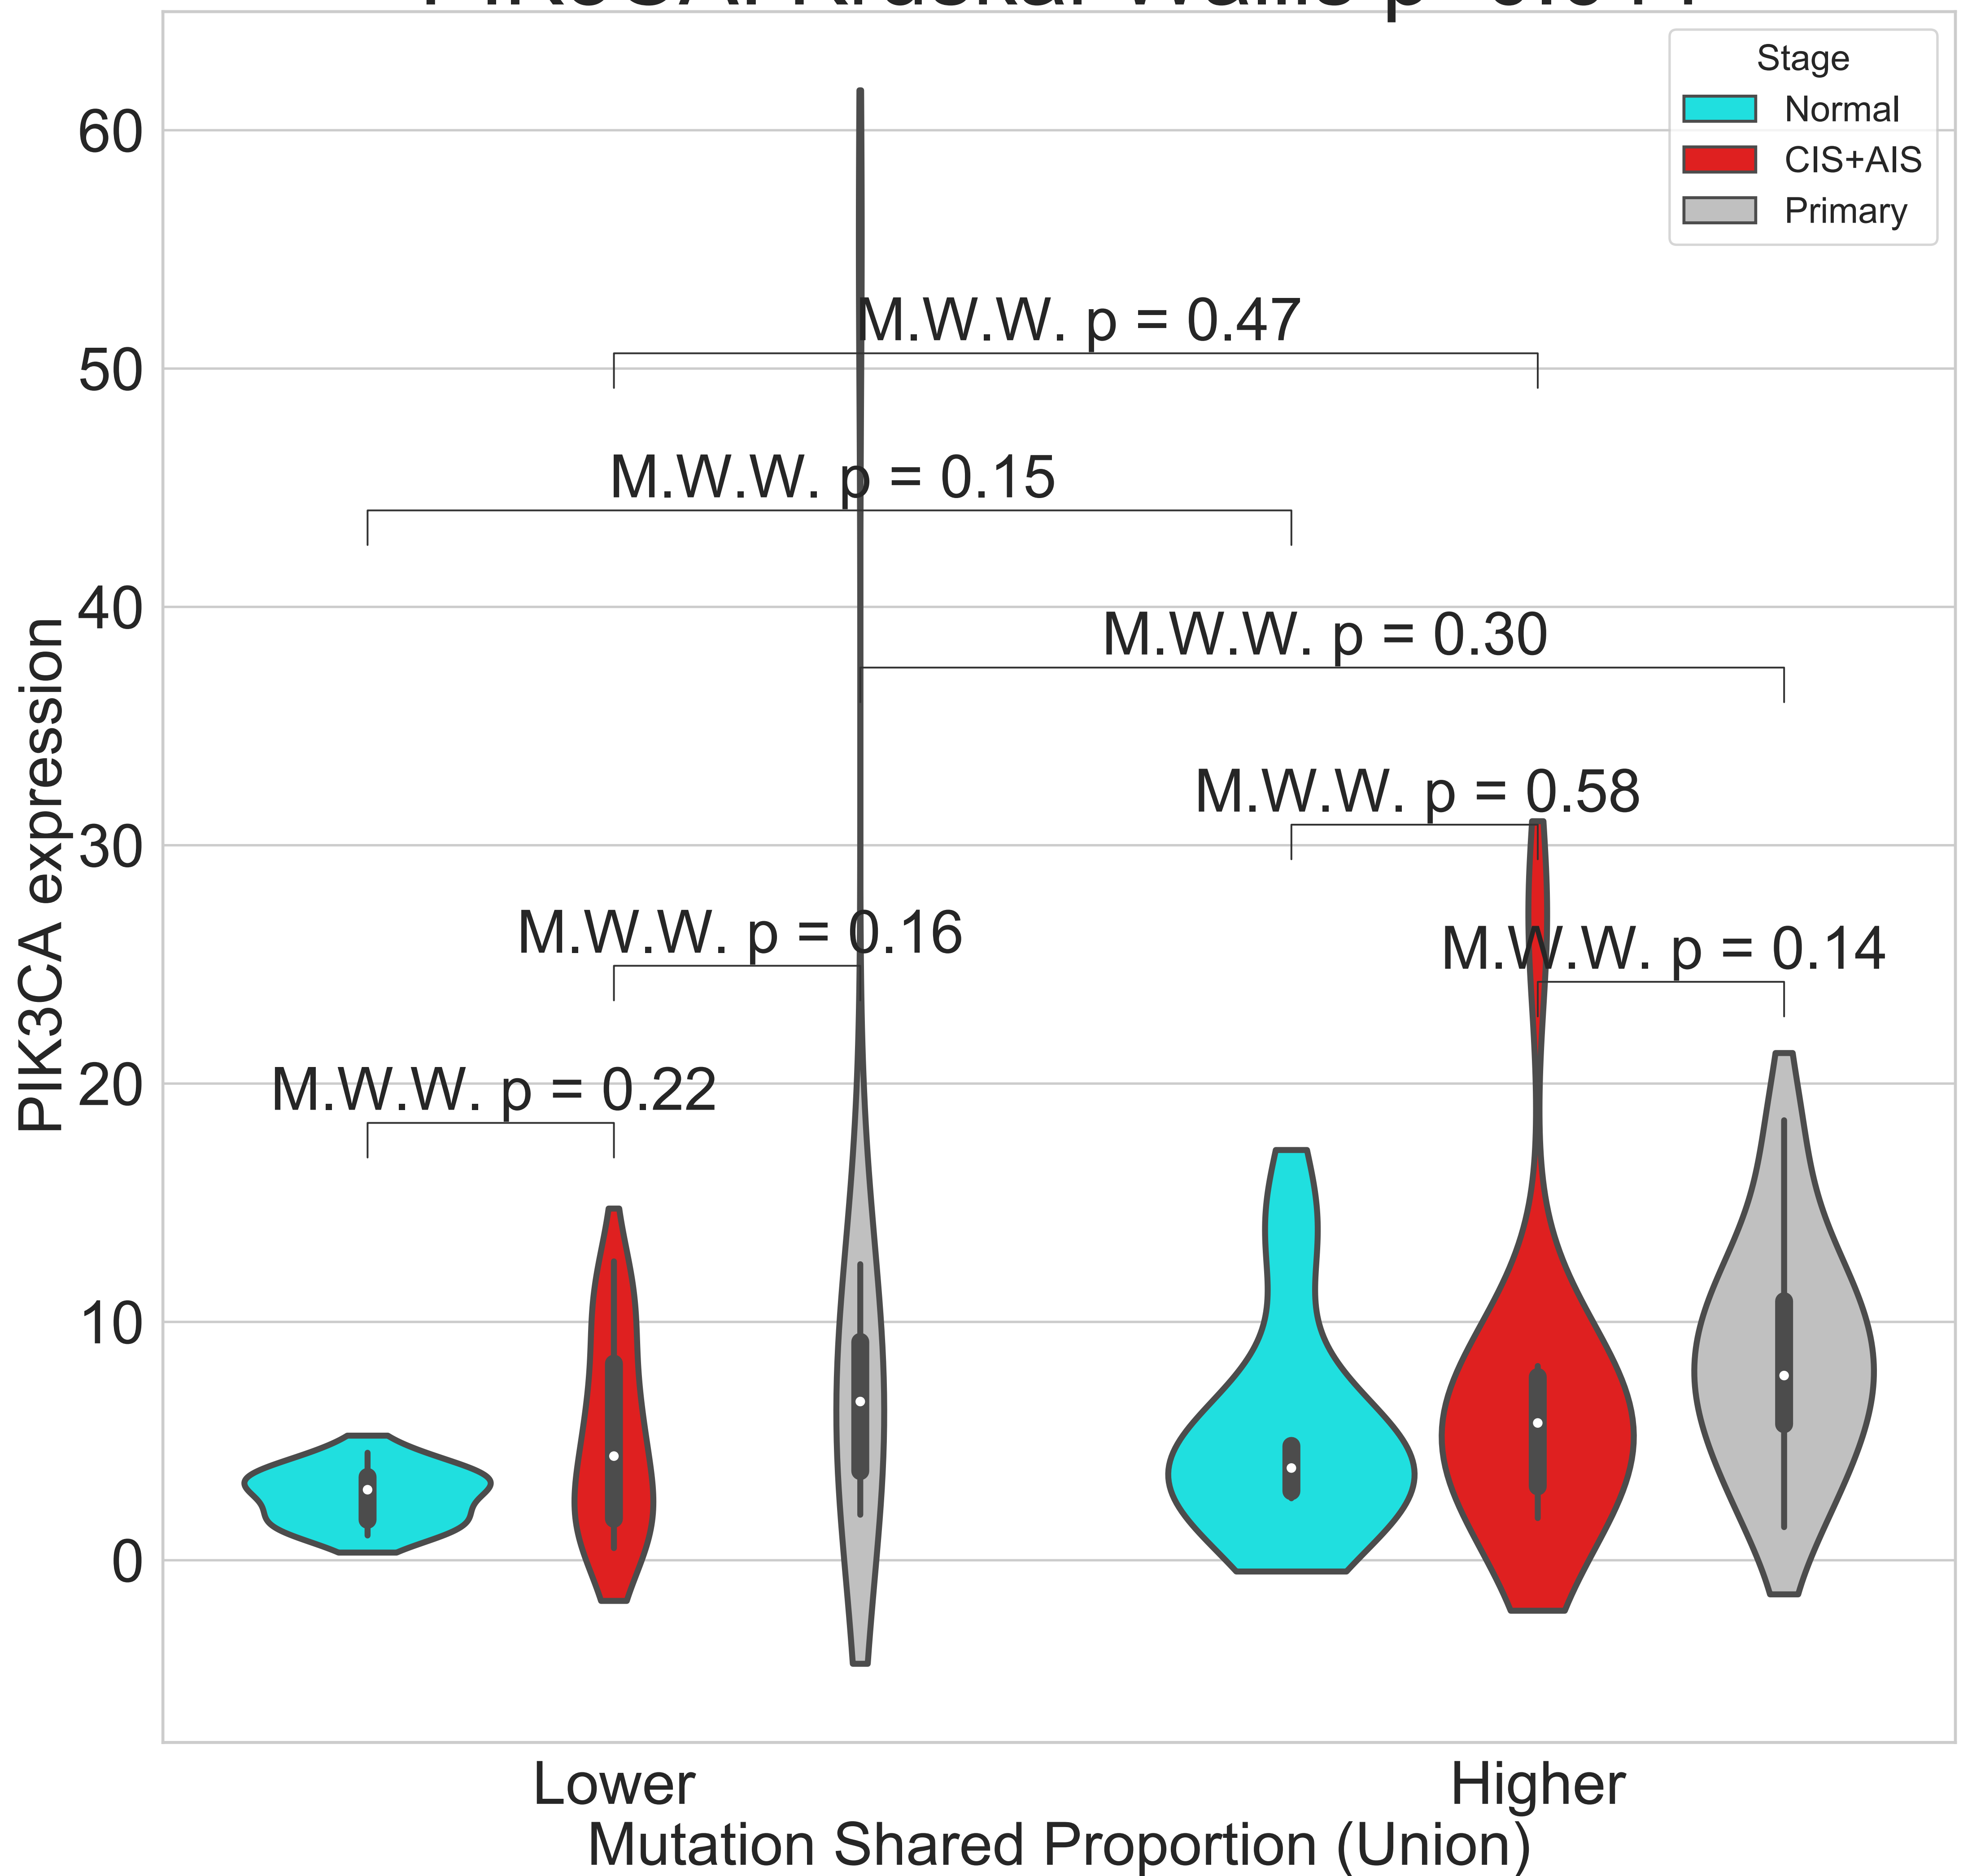 Stage
Normal
CIS+AIS
Primary
60
50
40
30
20
10
0
PIK3CA expression
M.W.W. p = 0.47
M.W.W. p = 0.15
M.W.W. p = 0.30
M.W.W. p = 0.58
M.W.W. p = 0.16
M.W.W. p = 0.14
M.W.W. p = 0.22
Lower
Higher
Mutation Shared Proportion (Union)